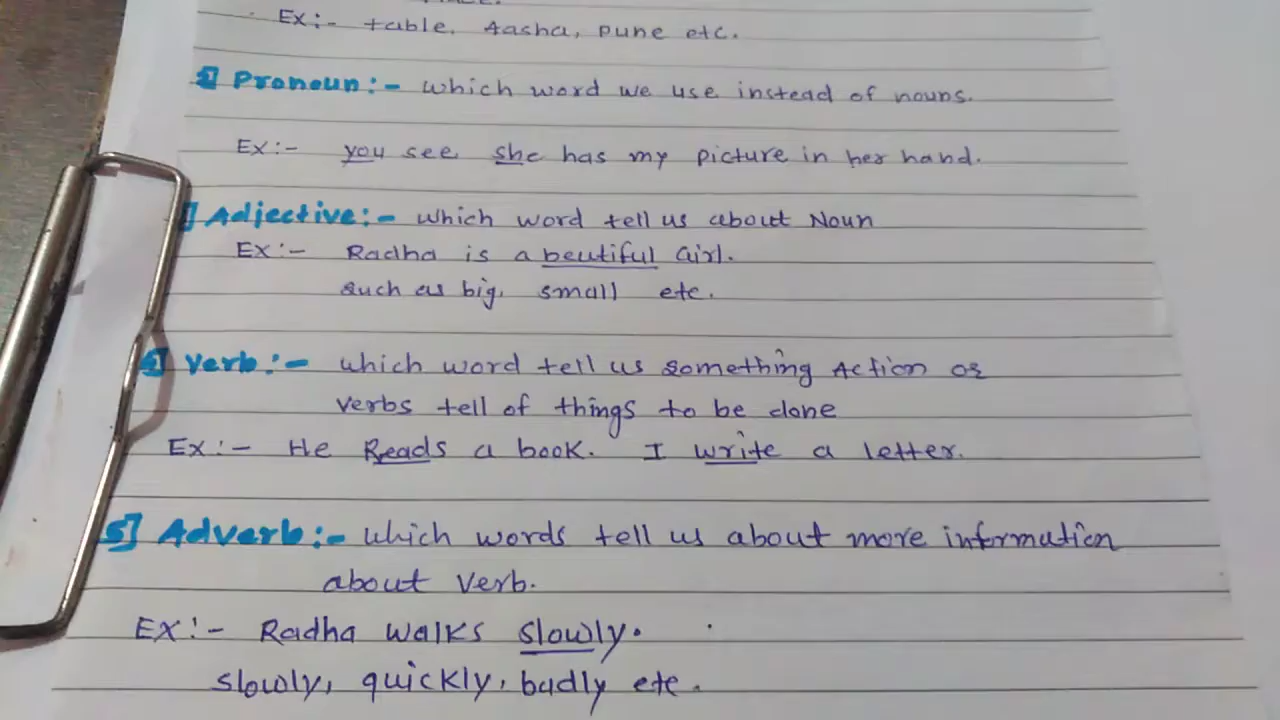 Ex:- table, Aasha, pune etc.
2] Pronoun:- which word we use instead of nouns.
Ex:- you see she has my picture in her hand.
] Adjective:- which word tell us about Noun
Ex:- Radha is a beutiful Girl.
such as big, small etc.
4] Verb:- which word tell us something Action or
verbs tell of things to be done
Ex:- He Reads a book. I write a letter.
5] Adverb:- which words tell us about more information
about verb.
Ex:- Radha walks slowly.
slowly, quickly, badly etc.